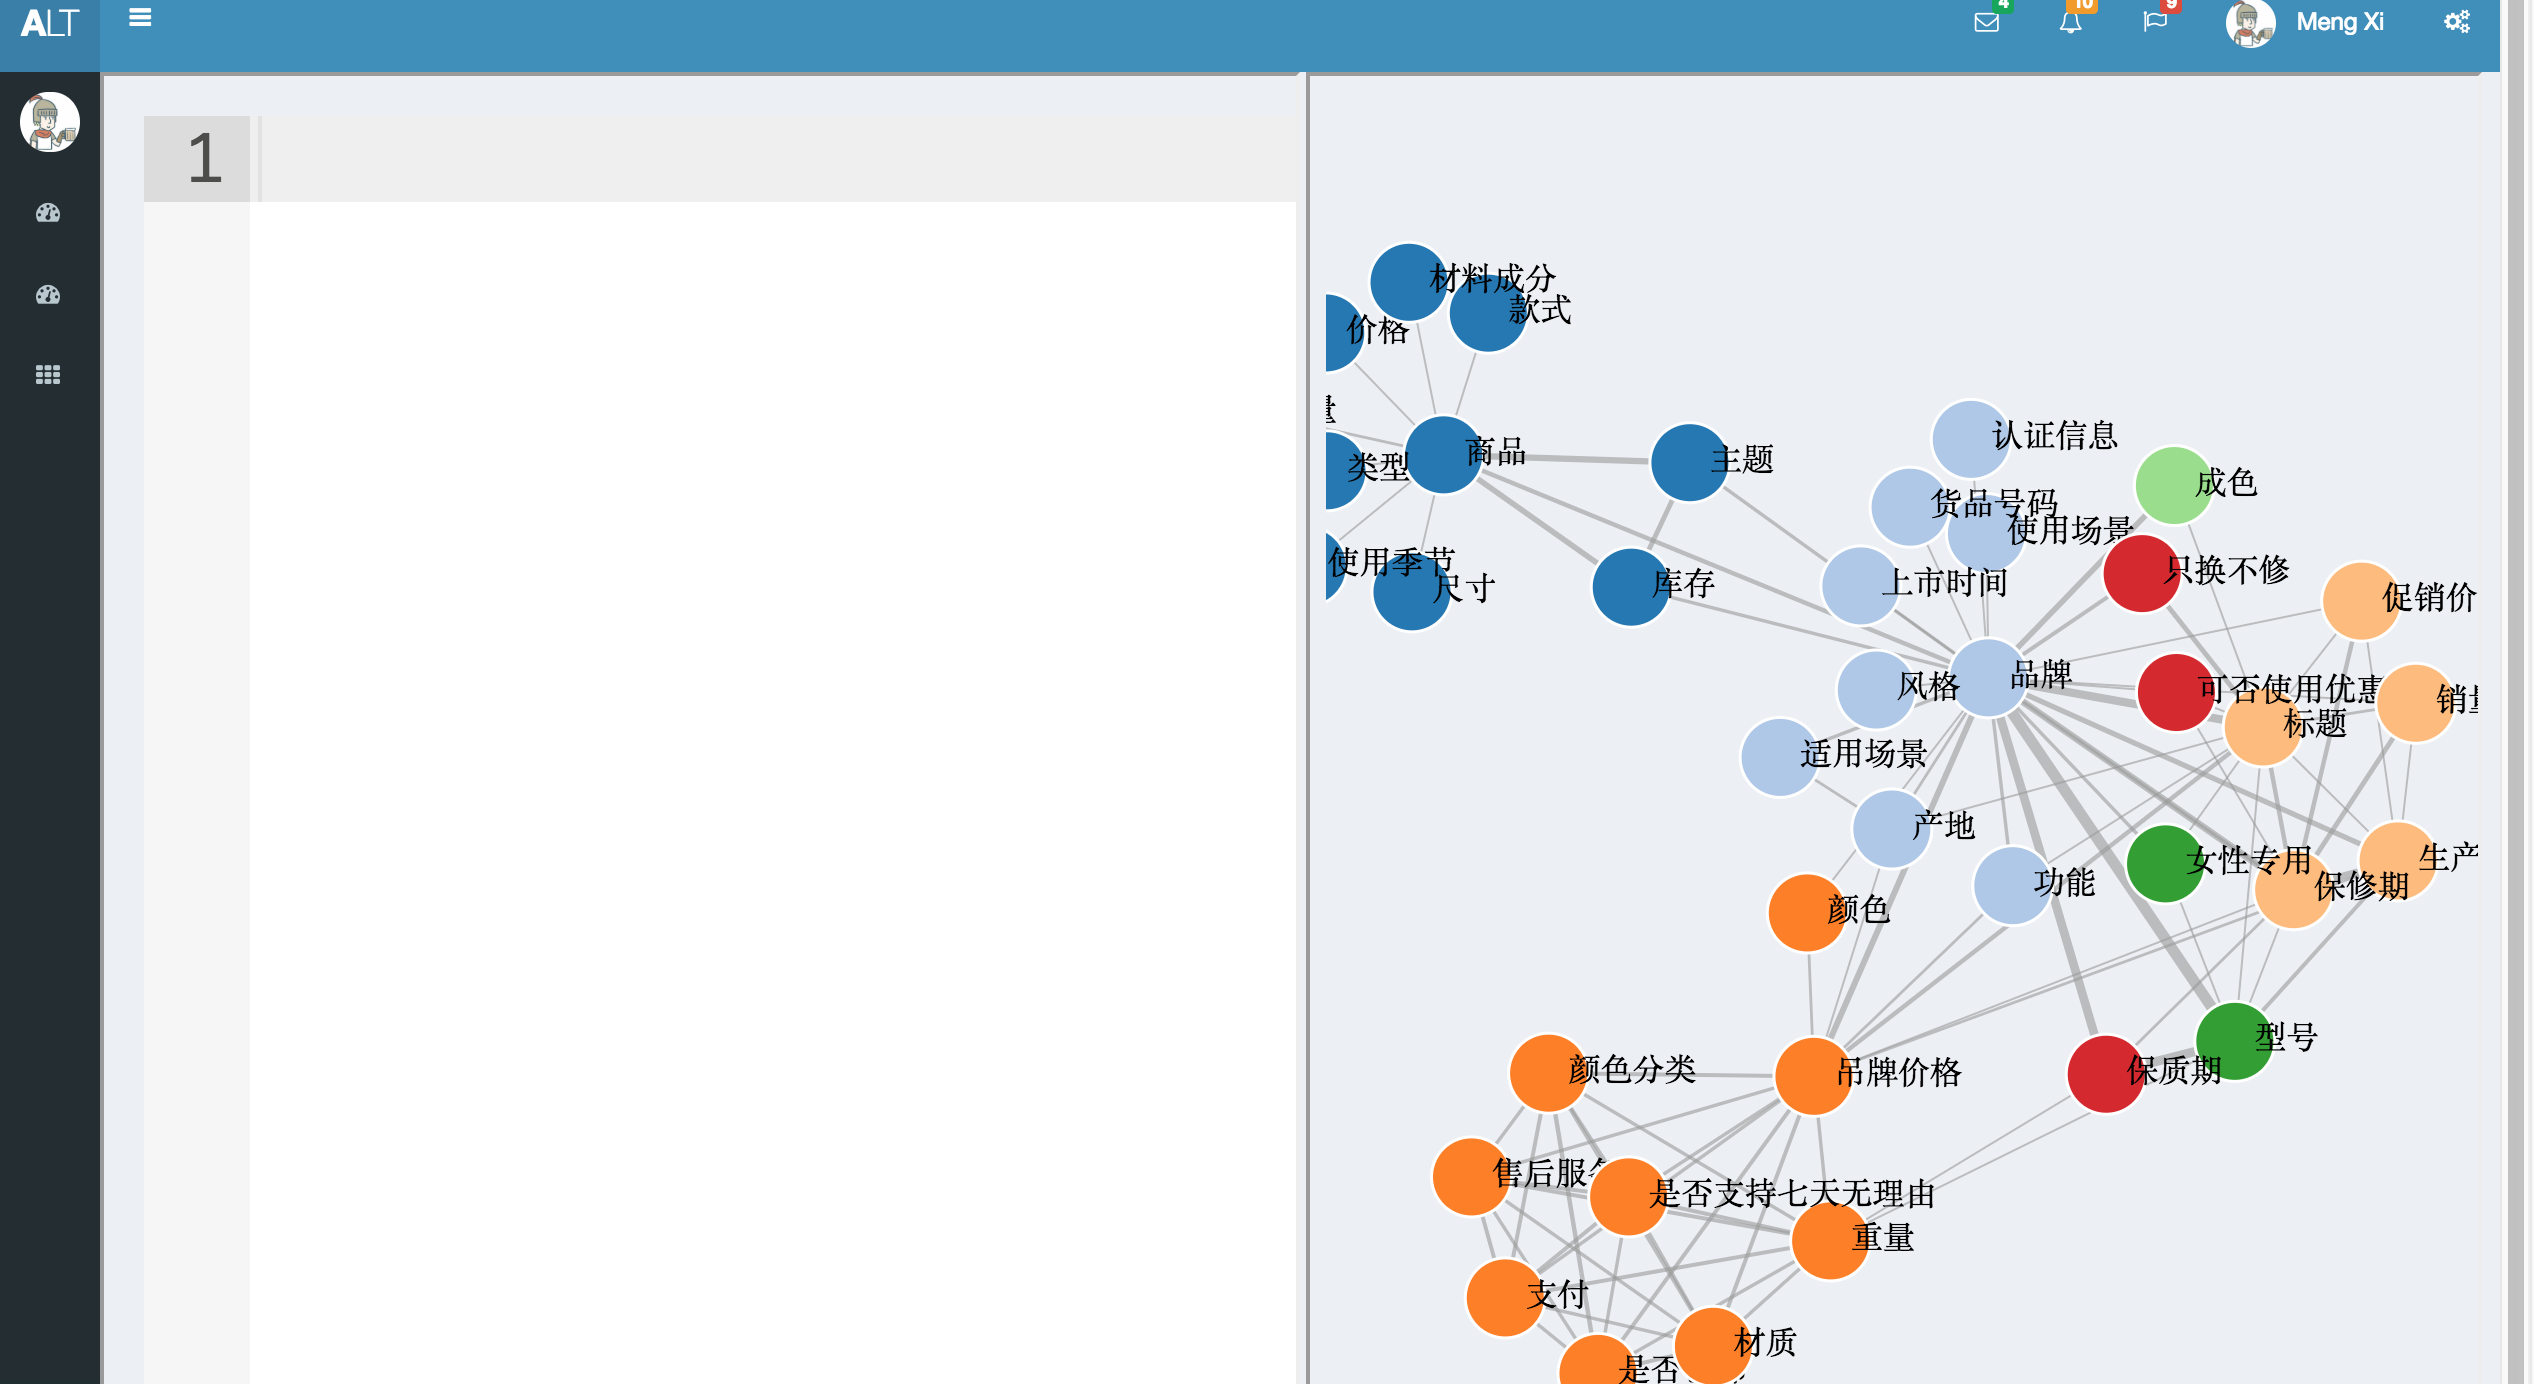 ALT
4
10
9
Meng Xi
1
材料成分
款式
价格
商品
类型
主题
认证信息
成色
货品号码
使用场景
使用季节
尺寸
库存
上市时间
只换不修
促销价
品牌
风格
可否使用优惠
标题
适用场景
产地
功能
女性专用
生产
保修期
颜色
型号
颜色分类
吊牌价格
保质期
售后服
是否支持七天无理由
重量
支付
材质
是否